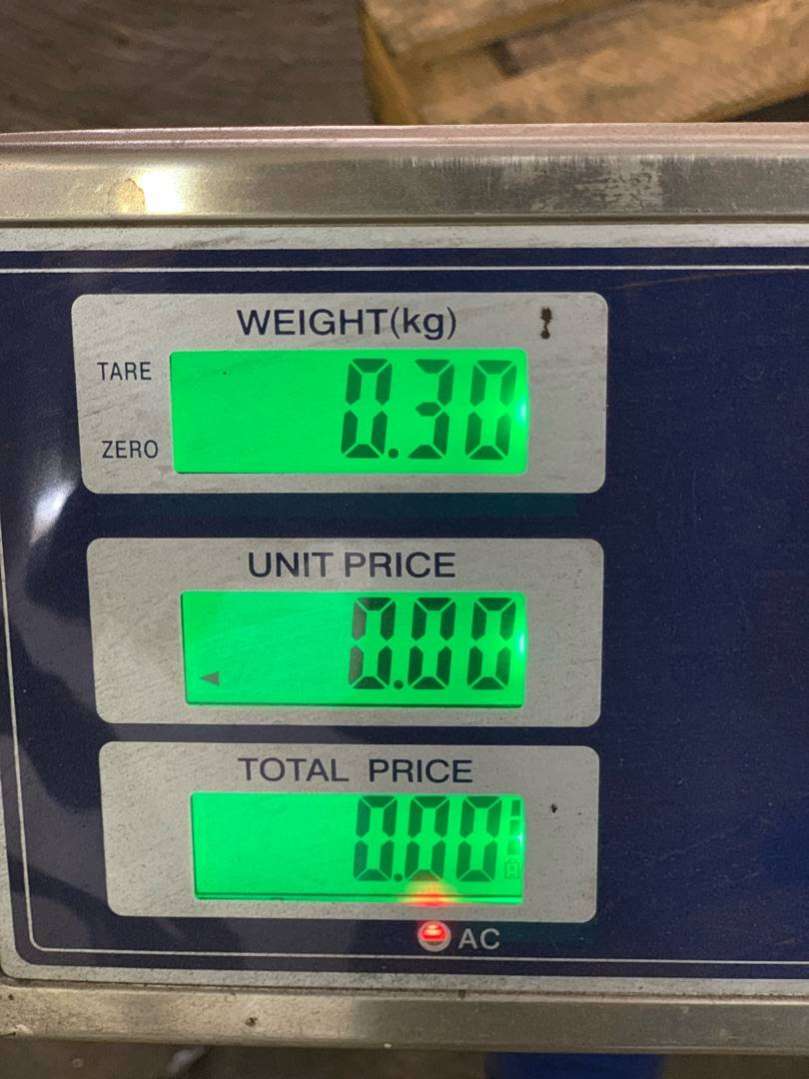 WEIGHT(kg)
TARE
0.30
ZERO
UNIT PRICE
0.00
TOTAL PRICE
0.00
AC